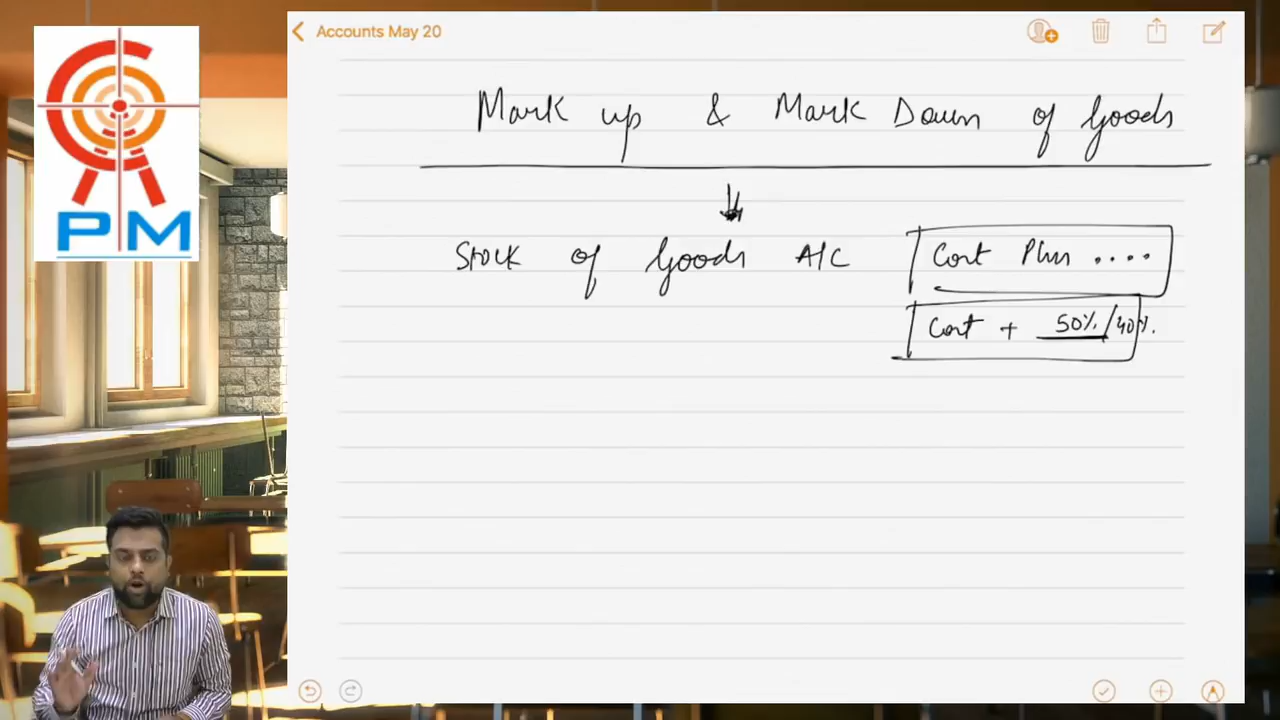 Accounts May 20
PM
Mark up & Mark Down of Goods
Stock of Goods A/C
Cost Plus ....
Cost + 50%/40%.